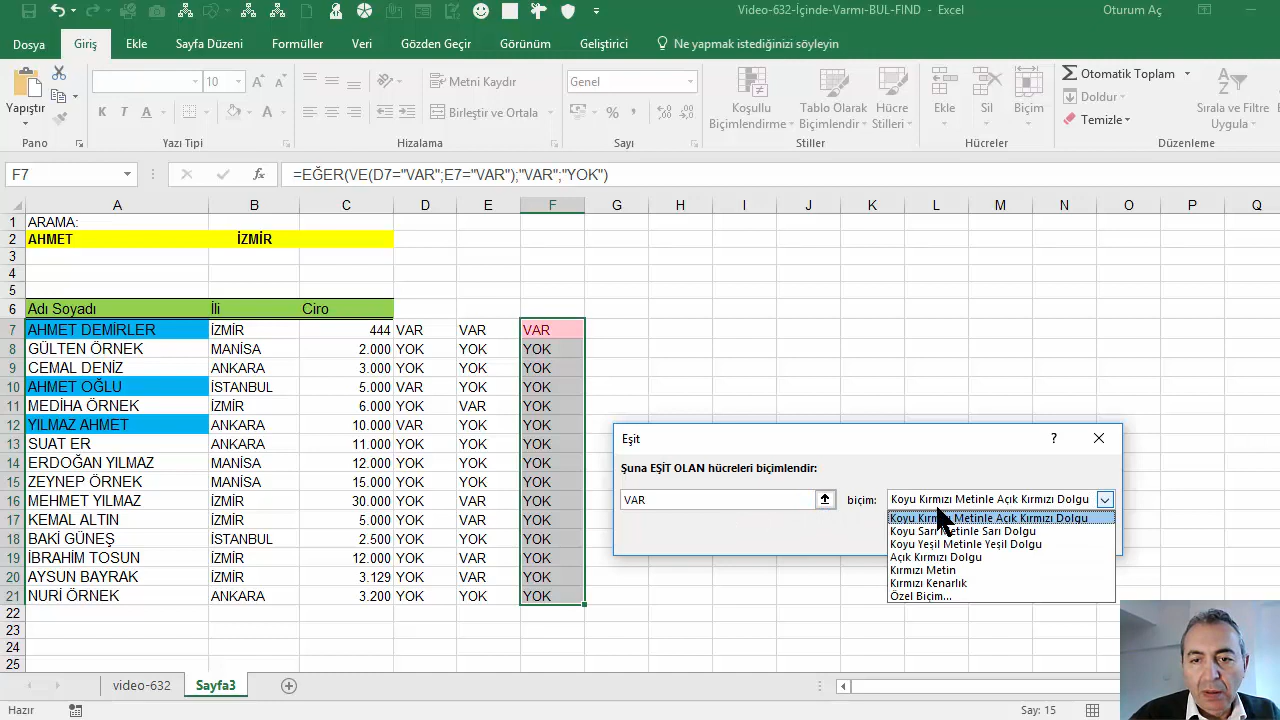 Video-632-İçinde-Varmı-BUL-FIND - Excel
Oturum Aç
Dosya Giriş Ekle Sayfa Düzeni Formüller Veri Gözden Geçir Görünüm Geliştirici Ne yapmak istediğinizi söyleyin
Yapıştır
10
K T A
Metni Kaydır
Birleştir ve Ortala
Genel
%
Koşullu Biçimlendirme
Tablo Olarak Biçimlendir
Hücre Stilleri
Ekle Sil Biçim
Otomatik Toplam
Doldur
Temizle
Sırala ve Filtre Uygula
Pano Yazı Tipi Hizalama Sayı Stiller Hücreler Düzenleme
F7 fx =EĞER(VE(D7="VAR";E7="VAR");"VAR";"YOK")
A B C D E F G H I J K L M N O P Q
1 ARAMA:
2 AHMET İZMİR
3
4
5
6 Adı Soyadı İli Ciro
7 AHMET DEMİRLER İZMİR 444 VAR VAR VAR
8 GÜLTEN ÖRNEK MANİSA 2.000 YOK YOK YOK
9 CEMAL DENİZ ANKARA 3.000 YOK YOK YOK
10 AHMET OĞLU İSTANBUL 5.000 VAR YOK YOK
11 MEDİHA ÖRNEK İZMİR 6.000 YOK VAR YOK
12 YILMAZ AHMET ANKARA 10.000 VAR YOK YOK
13 SUAT ER ANKARA 11.000 YOK YOK YOK
14 ERDOĞAN YILMAZ MANİSA 12.000 YOK YOK YOK
15 ZEYNEP ÖRNEK MANİSA 15.000 YOK YOK YOK
16 MEHMET YILMAZ İZMİR 30.000 YOK VAR YOK
17 KEMAL ALTIN İZMİR 5.000 YOK VAR YOK
18 BAKİ GÜNEŞ İSTANBUL 2.500 YOK YOK YOK
19 İBRAHİM TOSUN İZMİR 12.000 YOK VAR YOK
20 AYSUN BAYRAK İZMİR 3.129 YOK VAR YOK
21 NURİ ÖRNEK ANKARA 3.200 YOK YOK YOK
22
23
24
25
Eşit ?
Şuna EŞİT OLAN hücreleri biçimlendir:
VAR biçim: Koyu Kırmızı Metinle Açık Kırmızı Dolgu
Koyu Kırmızı Metinle Açık Kırmızı Dolgu
Koyu Sarı Metinle Sarı Dolgu
Koyu Yeşil Metinle Yeşil Dolgu
Açık Kırmızı Dolgu
Kırmızı Metin
Kırmızı Kenarlık
Özel Biçim...
video-632 Sayfa3
Hazır
Say: 15